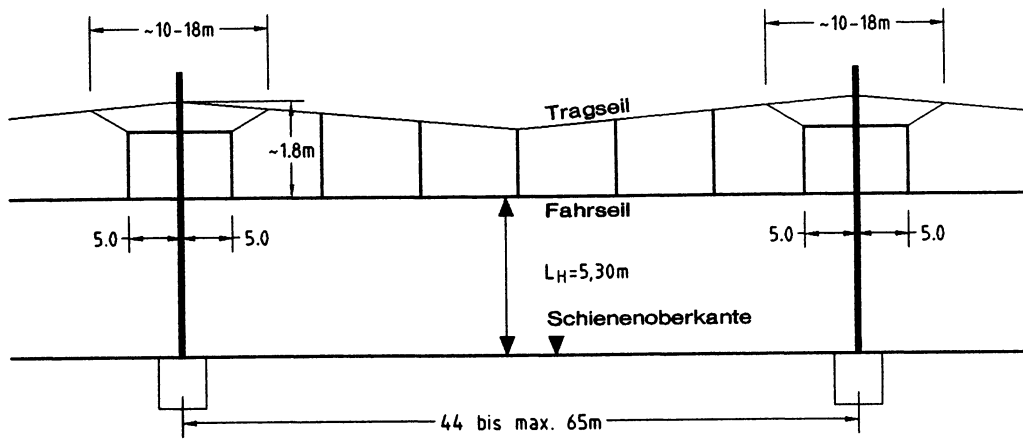 ~10-18m
~10-18m
Tragseil
~1.8m
Fahrseil
5.0
5.0
5.0
5.0
LH=5,30m
Schienenoberkante
44 bis max. 65m